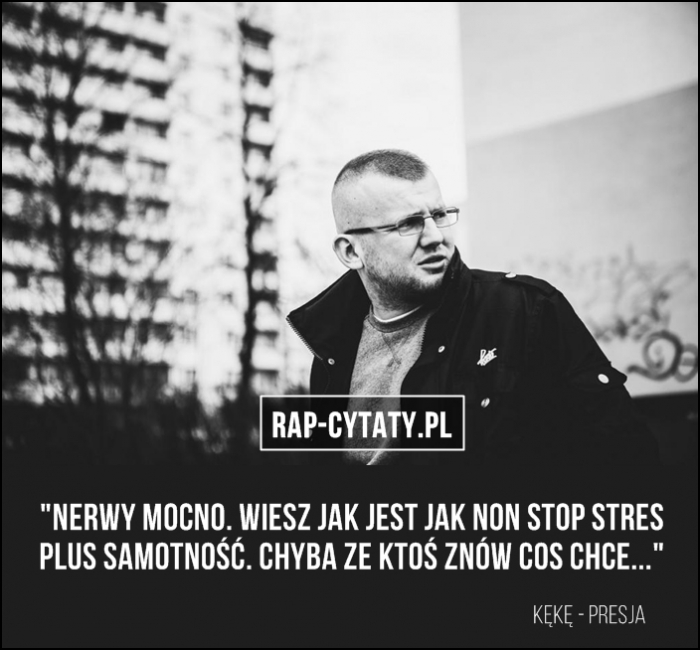 RAP-CYTATY.PL
"NERWY MOCNO. WIESZ JAK JEST JAK NON STOP STRES
PLUS SAMOTNOŚĆ. CHYBA ZE KTOŚ ZNÓW COS CHCE..."
KĘKĘ - PRESJA